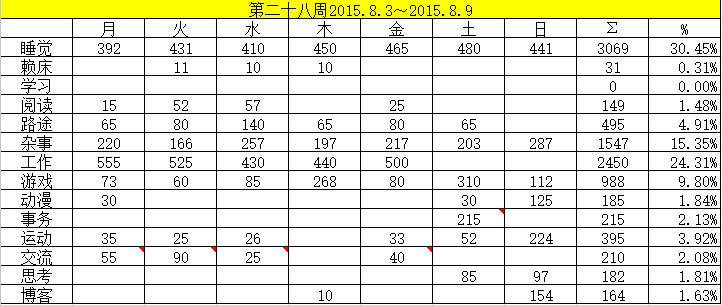 第二十八周2015.8.3～2015.8.9
月 火 水 木 金 土 日 Σ %
睡觉 392 431 410 450 465 480 441 3069 30.45%
赖床 11 10 10 31 0.31%
学习 0 0.00%
阅读 15 52 57 25 149 1.48%
路途 65 80 140 65 80 65 495 4.91%
杂事 220 166 257 197 217 203 287 1547 15.35%
工作 555 525 430 440 500 2450 24.31%
游戏 73 60 85 268 80 310 112 988 9.80%
动漫 30 30 125 185 1.84%
事务 215 215 2.13%
运动 35 25 26 33 52 224 395 3.92%
交流 55 90 25 40 210 2.08%
思考 85 97 182 1.81%
博客 10 154 164 1.63%